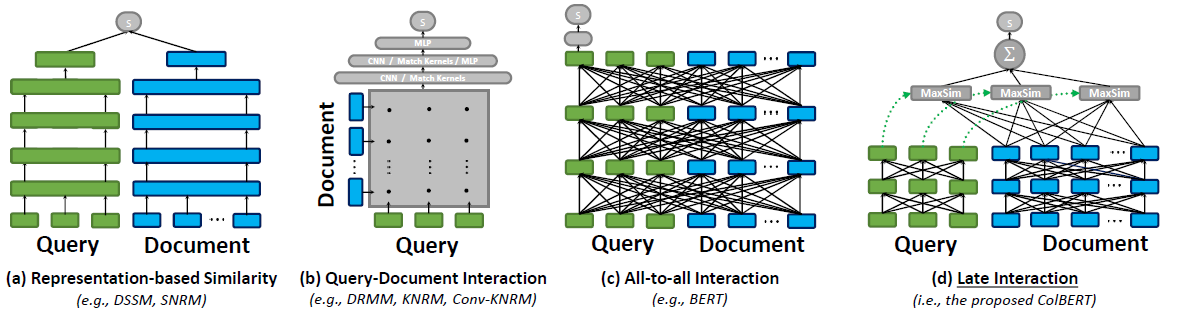 s
Query
Document
(a) Representation-based Similarity
(e.g., DSSM, SNRM)
s
MLP
CNN / Match Kernels / MLP
CNN / Match Kernels
Document
Query
(b) Query-Document Interaction
(e.g., DRMM, KNRM, Conv-KNRM)
s
Query
Document
(c) All-to-all Interaction
(e.g., BERT)
s
Σ
MaxSim MaxSim MaxSim
Query
Document
(d) Late Interaction
(i.e., the proposed ColBERT)